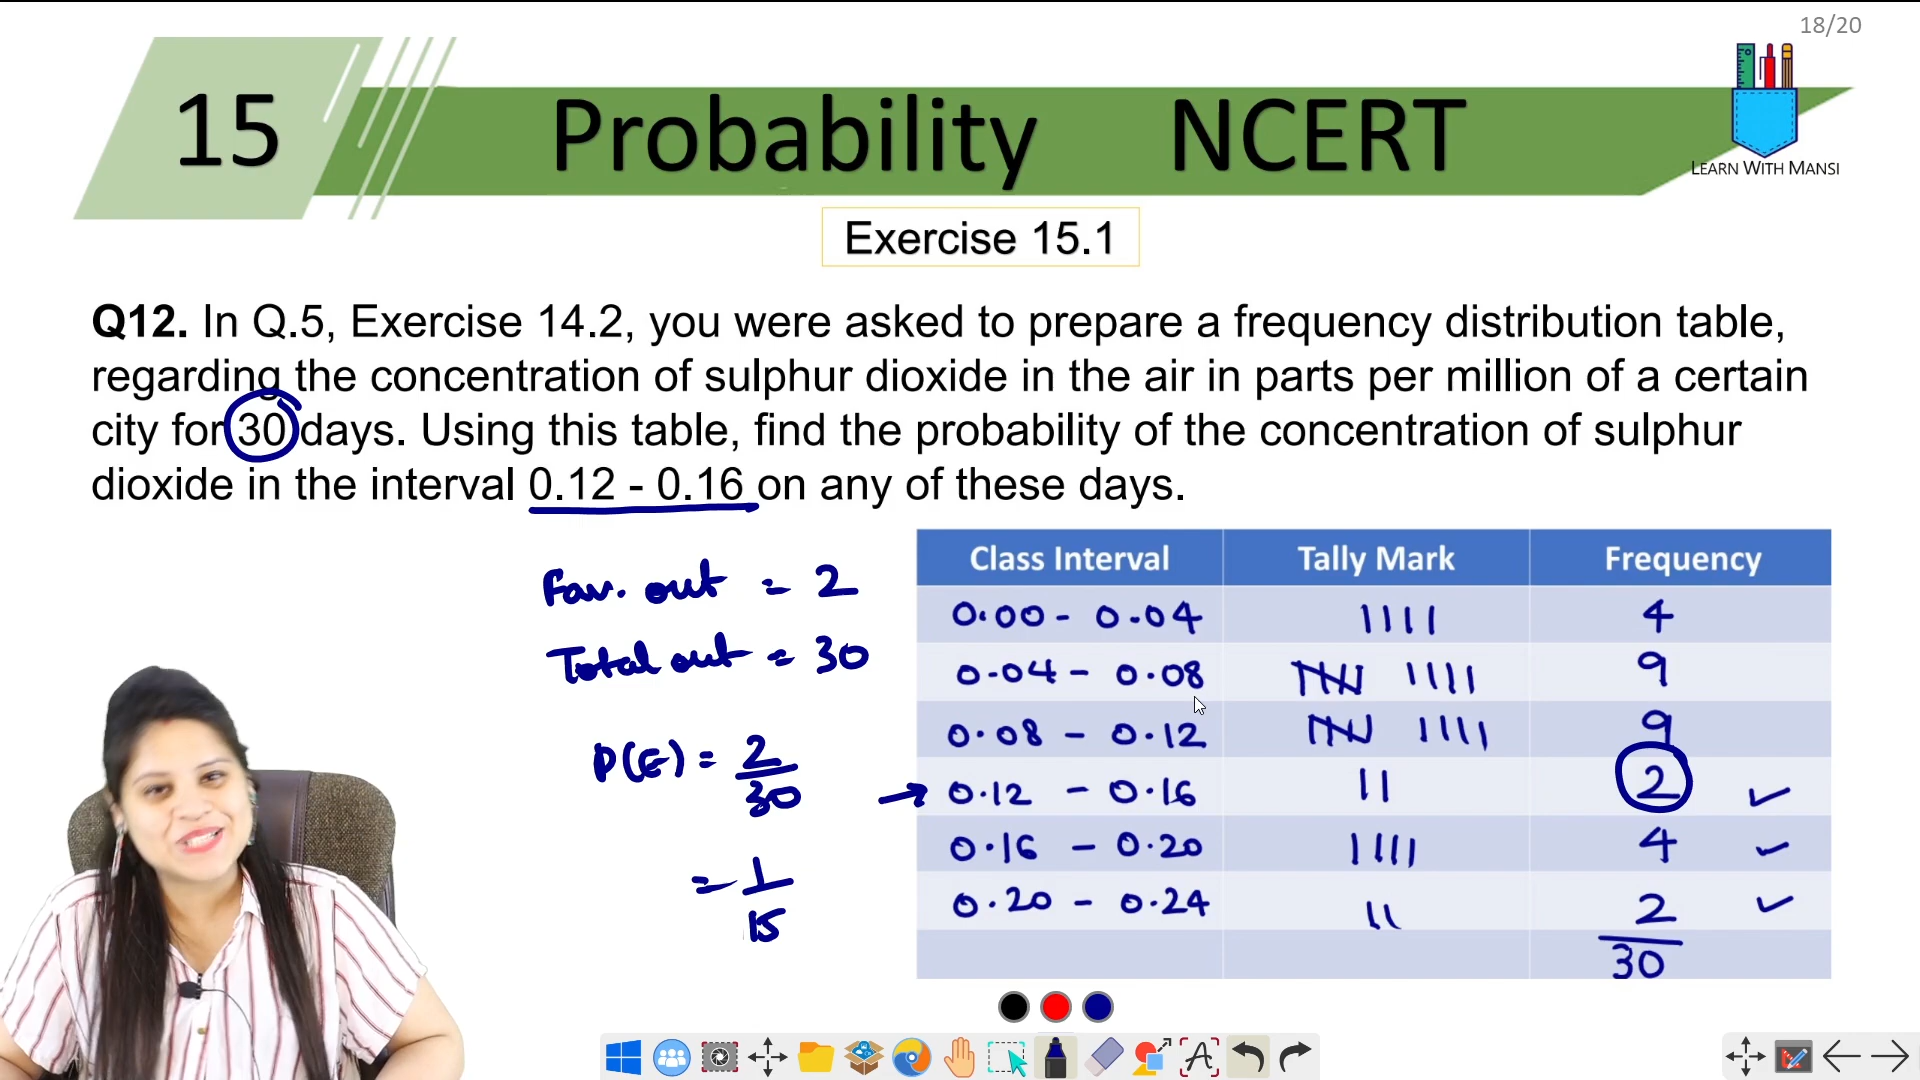 18/20
15 Probability NCERT
LEARN WITH MANSI
Exercise 15.1
Q12. In Q.5, Exercise 14.2, you were asked to prepare a frequency distribution table,
regarding the concentration of sulphur dioxide in the air in parts per million of a certain
city for 30 days. Using this table, find the probability of the concentration of sulphur
dioxide in the interval 0.12 - 0.16 on any of these days.
Fav. out = 2
Total out = 30
P(E) = 2/30
= 1/15
Class Interval Tally Mark Frequency
0.00 - 0.04 |||| 4
0.04 - 0.08 𝍸 |||| 9
0.08 - 0.12 𝍸 |||| 9
→ 0.12 - 0.16 || 2 ✓
0.16 - 0.20 |||| 4 ✓
0.20 - 0.24 || 2 ✓
30